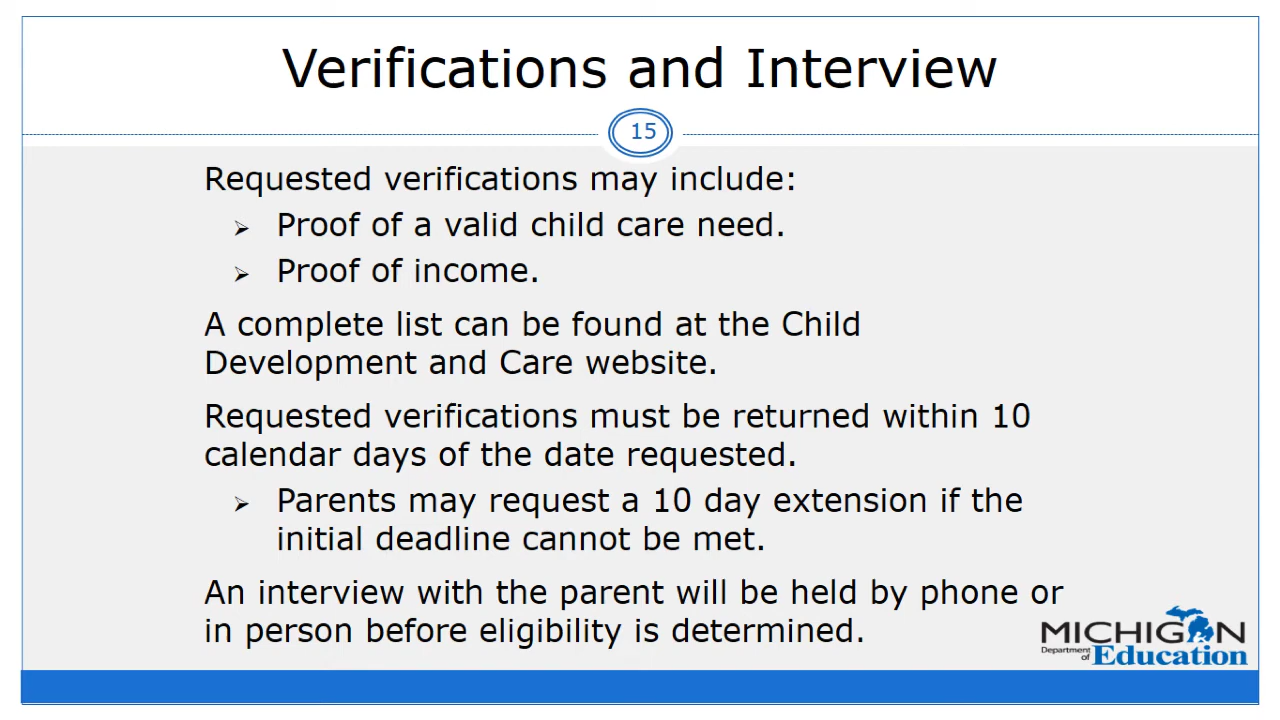 Verifications and Interview
15
Requested verifications may include:
➢ Proof of a valid child care need.
➢ Proof of income.
A complete list can be found at the Child
Development and Care website.
Requested verifications must be returned within 10
calendar days of the date requested.
➢ Parents may request a 10 day extension if the
initial deadline cannot be met.
An interview with the parent will be held by phone or
in person before eligibility is determined.
MICHIGAN
Department
of Education